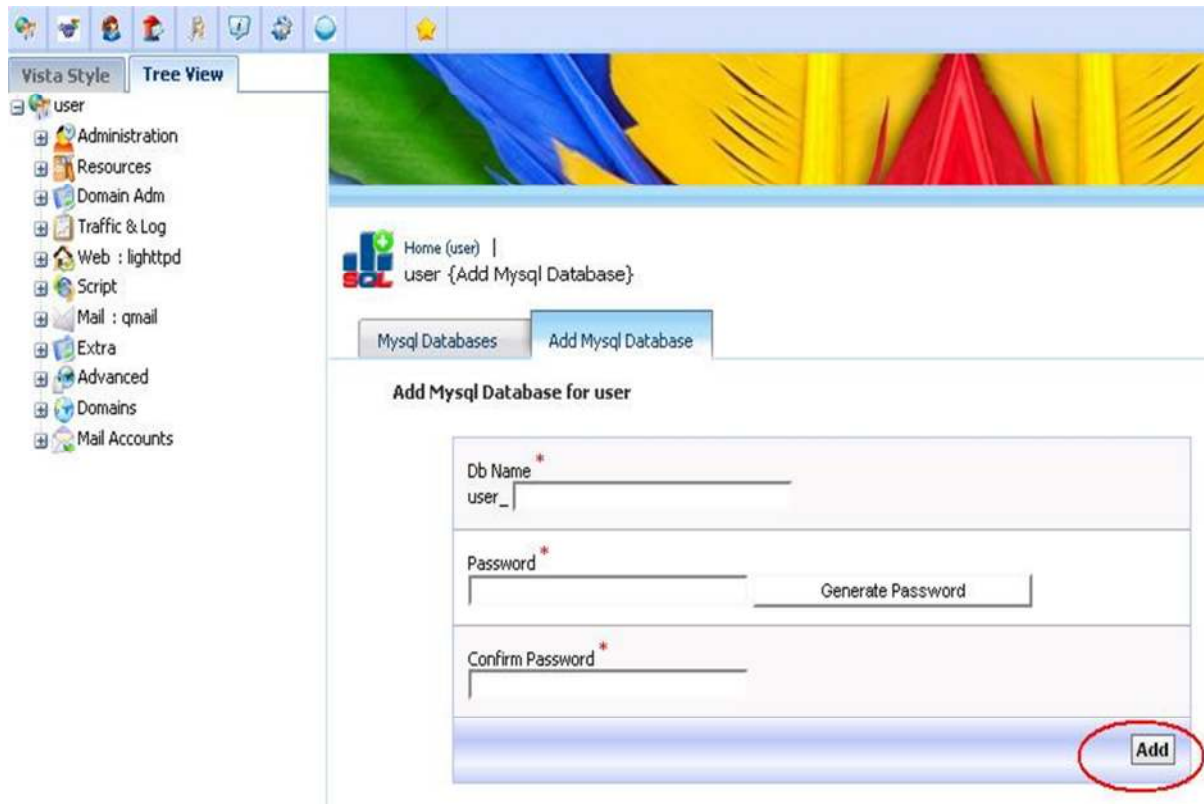 Vista Style
Tree View
user
Administration
Resources
Domain Adm
Traffic & Log
Web : lighttpd
Script
Mail : qmail
Extra
Advanced
Domains
Mail Accounts
SQL
Home (user) |
user {Add Mysql Database}
Mysql Databases
Add Mysql Database
Add Mysql Database for user
Db Name *
user_
Password *
Generate Password
Confirm Password *
Add